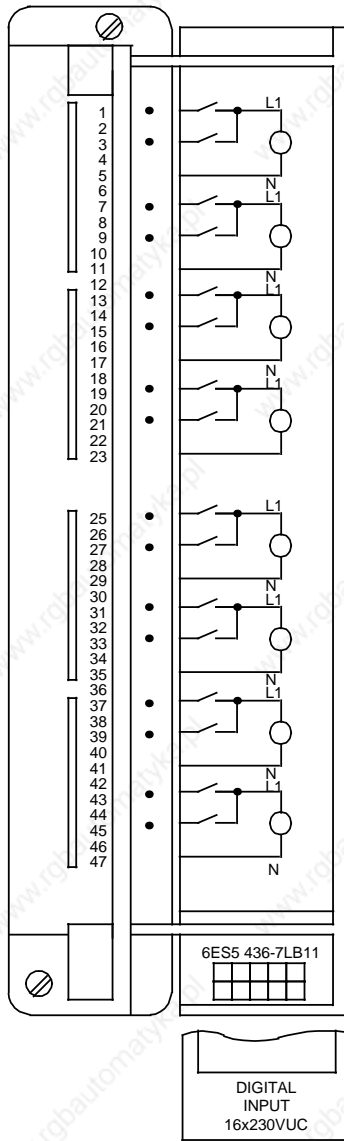 1
2
3
4
5
6
7
8
9
10
11
12
13
14
15
16
17
18
19
20
21
22
23
25
26
27
28
29
30
31
32
33
34
35
36
37
38
39
40
41
42
43
44
45
46
47
L1
N
L1
N
L1
N
L1
L1
N
L1
N
L1
N
L1
N
6ES5 436-7LB11
DIGITAL
INPUT
16x230VUC
www.rgbautomatyka.pl